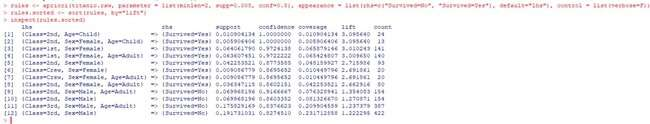 > rules <- apriori(titanic.raw, parameter = list(minlen=2, supp=0.005, conf=0.8), appearance = list(rhs=c("Survived=No", "Survived=Yes"), default="lhs"), control = list(verbose=F))
> rules.sorted <- sort(rules, by="lift")
> inspect(rules.sorted)
lhs rhs support confidence coverage lift count
[1] {Class=2nd, Age=Child} => {Survived=Yes} 0.010904134 1.0000000 0.010904134 3.095640 24
[2] {Class=2nd, Sex=Female, Age=Child} => {Survived=Yes} 0.005906406 1.0000000 0.005906406 3.095640 13
[3] {Class=1st, Sex=Female} => {Survived=Yes} 0.064061790 0.9724138 0.065879146 3.010243 141
[4] {Class=1st, Sex=Female, Age=Adult} => {Survived=Yes} 0.063607451 0.9722222 0.065424807 3.009650 140
[5] {Class=2nd, Sex=Female} => {Survived=Yes} 0.042253521 0.8773585 0.048159927 2.715986 93
[6] {Class=Crew, Sex=Female} => {Survived=Yes} 0.009086779 0.8695652 0.010449796 2.691861 20
[7] {Class=Crew, Sex=Female, Age=Adult} => {Survived=Yes} 0.009086779 0.8695652 0.010449796 2.691861 20
[8] {Class=2nd, Sex=Female, Age=Adult} => {Survived=Yes} 0.036347115 0.8602151 0.042253521 2.662916 80
[9] {Class=2nd, Sex=Male, Age=Adult} => {Survived=No} 0.069968196 0.9166667 0.076328941 1.354083 154
[10] {Class=2nd, Sex=Male} => {Survived=No} 0.069968196 0.8603352 0.081326670 1.270871 154
[11] {Class=3rd, Sex=Male, Age=Adult} => {Survived=No} 0.175829169 0.8376623 0.209904589 1.237379 387
[12] {Class=3rd, Sex=Male} => {Survived=No} 0.191731031 0.8274510 0.231712858 1.222295 422
>